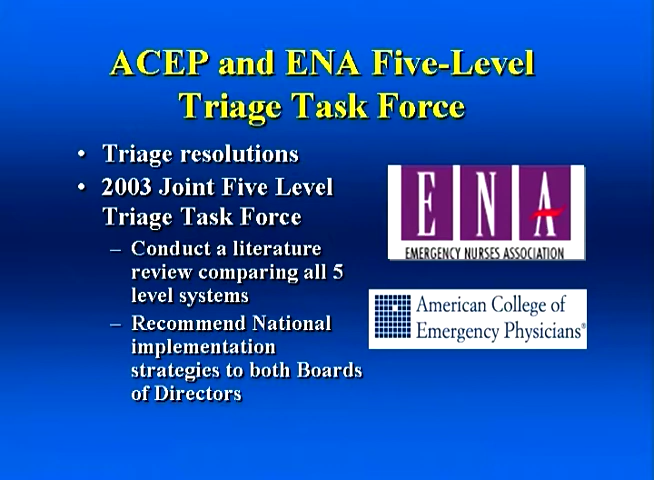 ACEP and ENA Five-Level
Triage Task Force
• Triage resolutions
• 2003 Joint Five Level
Triage Task Force
– Conduct a literature
review comparing all 5
level systems
– Recommend National
implementation
strategies to both Boards
of Directors
ENA
EMERGENCY NURSES ASSOCIATION
American College of
Emergency Physicians®